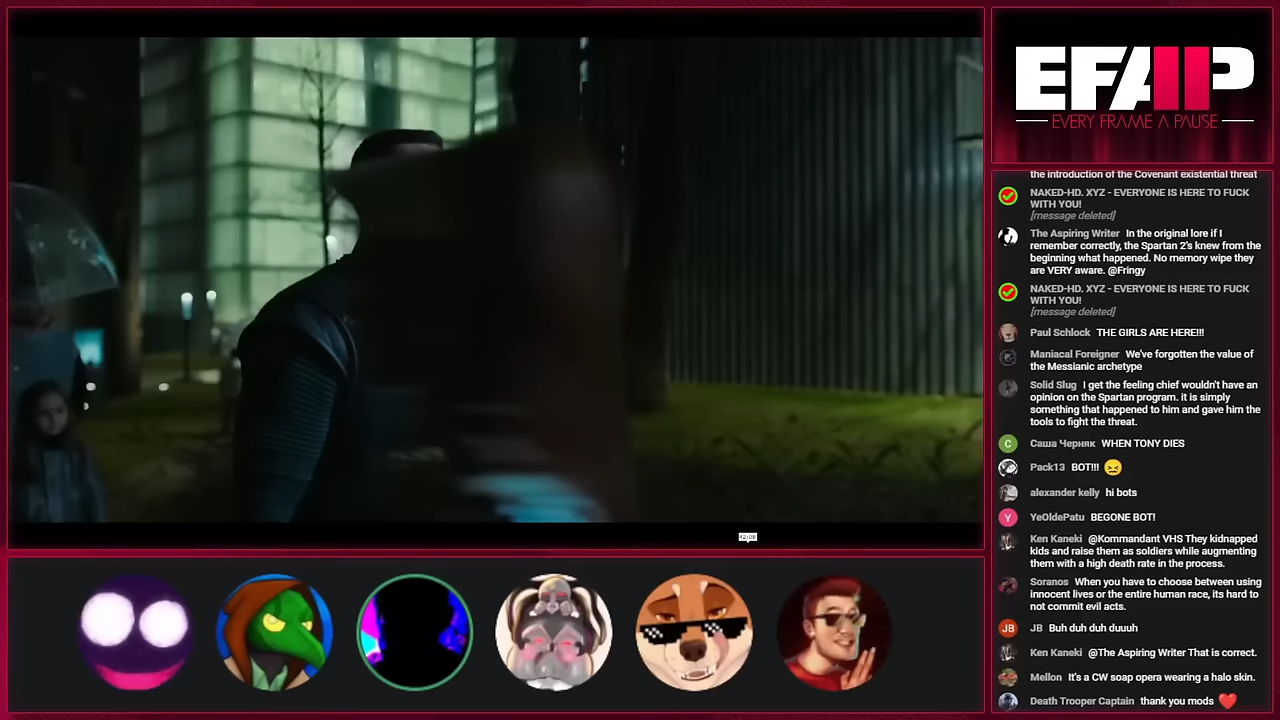 EFAP
EVERY FRAME A PAUSE
the introduction of the Covenant existential threat
NAKED-HD. XYZ - EVERYONE IS HERE TO FUCK
WITH YOU!
[message deleted]
The Aspiring Writer In the original lore if I
remember correctly, the Spartan 2's knew from the
beginning what happened. No memory wipe they
are VERY aware. @Fringy
NAKED-HD. XYZ - EVERYONE IS HERE TO FUCK
WITH YOU!
[message deleted]
Paul Schlock THE GIRLS ARE HERE!!!
Maniacal Foreigner We've forgotten the value of
the Messianic archetype
Solid Slug I get the feeling chief wouldn't have an
opinion on the Spartan program. it is simply
something that happened to him and gave him the
tools to fight the threat.
C
Саша Черняк WHEN TONY DIES
Pack13 BOT!!! 😖
alexander kelly hi bots
Y
YeOldePatu BEGONE BOT!
Ken Kaneki @Kommandant VHS They kidnapped
kids and raise them as soldiers while augmenting
them with a high death rate in the process.
Soranos When you have to choose between using
innocent lives or the entire human race, its hard to
not commit evil acts.
JB
JB Buh duh duh duuuh
Ken Kaneki @The Aspiring Writer That is correct.
Mellon It's a CW soap opera wearing a halo skin.
Death Trooper Captain thank you mods ❤️